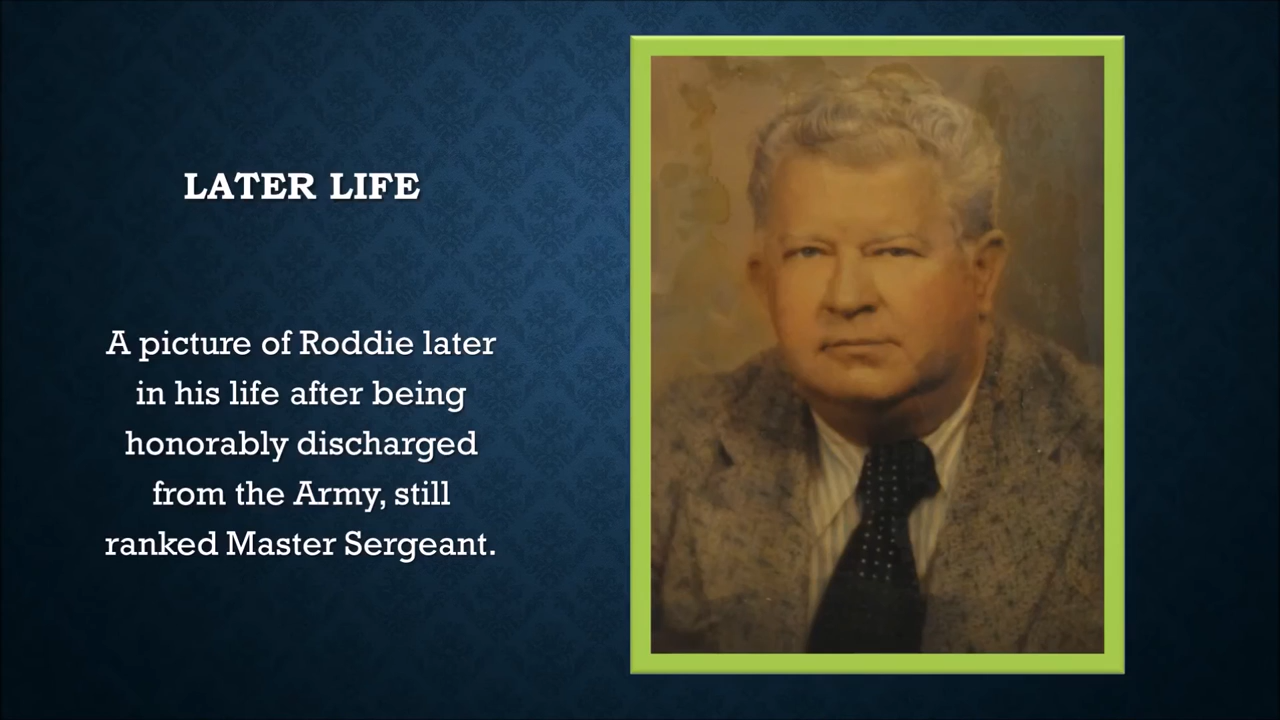 LATER LIFE
A picture of Roddie later
in his life after being
honorably discharged
from the Army, still
ranked Master Sergeant.